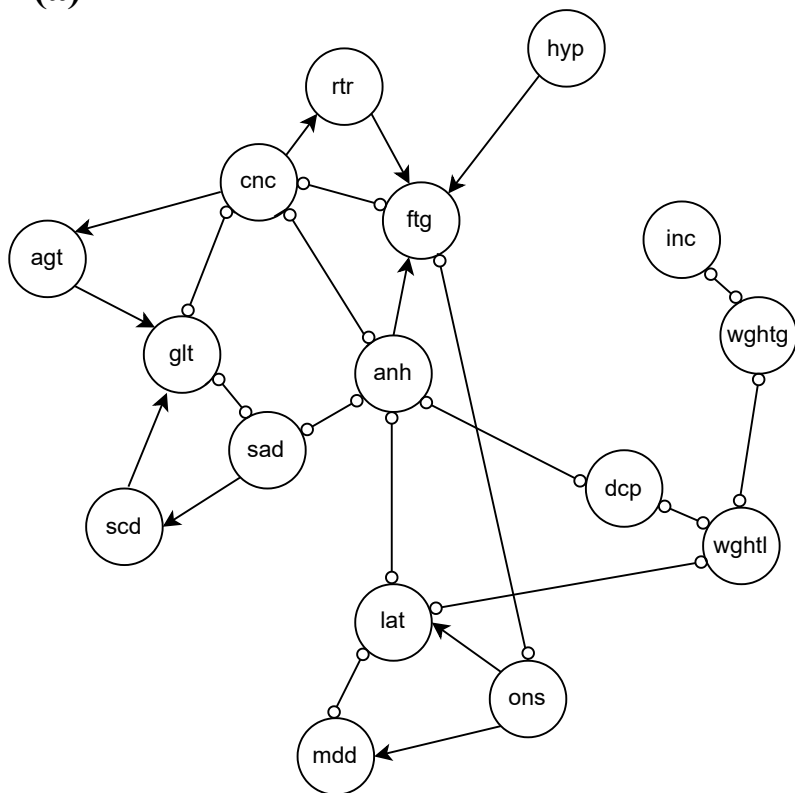 hyp
rtr
cnc
ftg
inc
agt
wghtg
glt
anh
sad
dcp
scd
wghtl
lat
ons
mdd